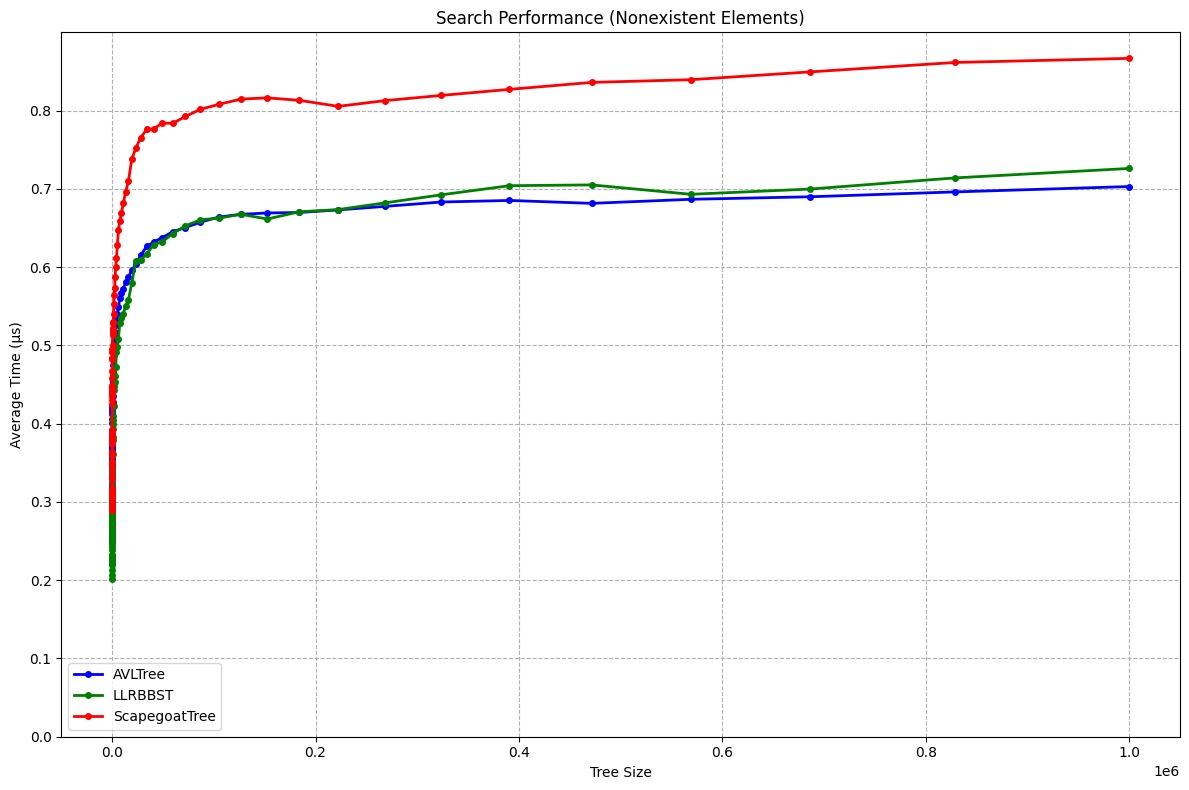 Search Performance (Nonexistent Elements)
Average Time (µs)
0.8
0.7
0.6
0.5
0.4
0.3
0.2
0.1
0.0
AVLTree
LLRBBST
ScapegoatTree
0.0 0.2 0.4 0.6 0.8 1.0
1e6
Tree Size